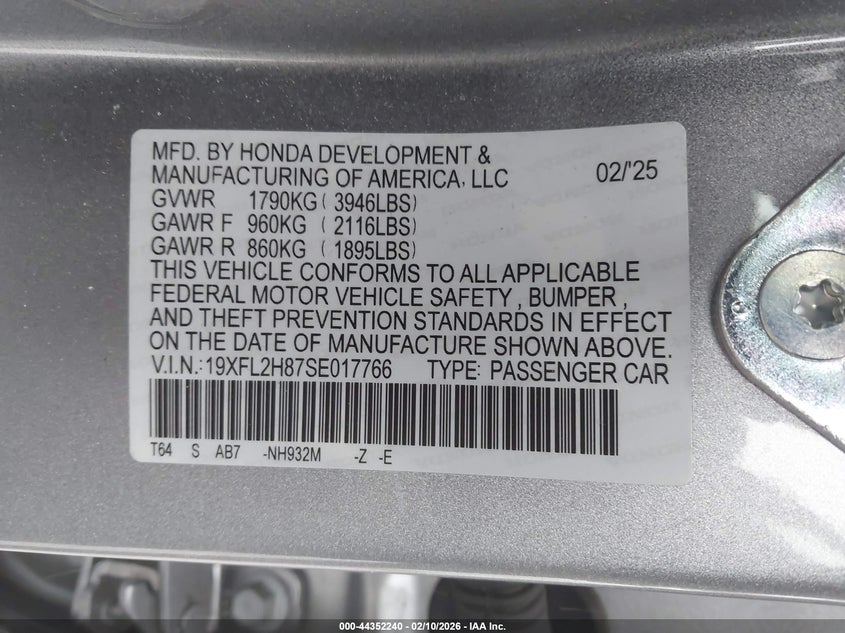 MFD. BY HONDA DEVELOPMENT &
MANUFACTURING OF AMERICA, LLC 02/'25
GVWR 1790KG ( 3946LBS)
GAWR F 960KG ( 2116LBS)
GAWR R 860KG ( 1895LBS)
THIS VEHICLE CONFORMS TO ALL APPLICABLE
FEDERAL MOTOR VEHICLE SAFETY , BUMPER ,
AND THEFT PREVENTION STANDARDS IN EFFECT
ON THE DATE OF MANUFACTURE SHOWN ABOVE.
V.I.N.:19XFL2H87SE017766 TYPE: PASSENGER CAR
T64 S AB7 -NH932M -Z -E
000-44352240 - 02/10/2026 - IAA Inc.